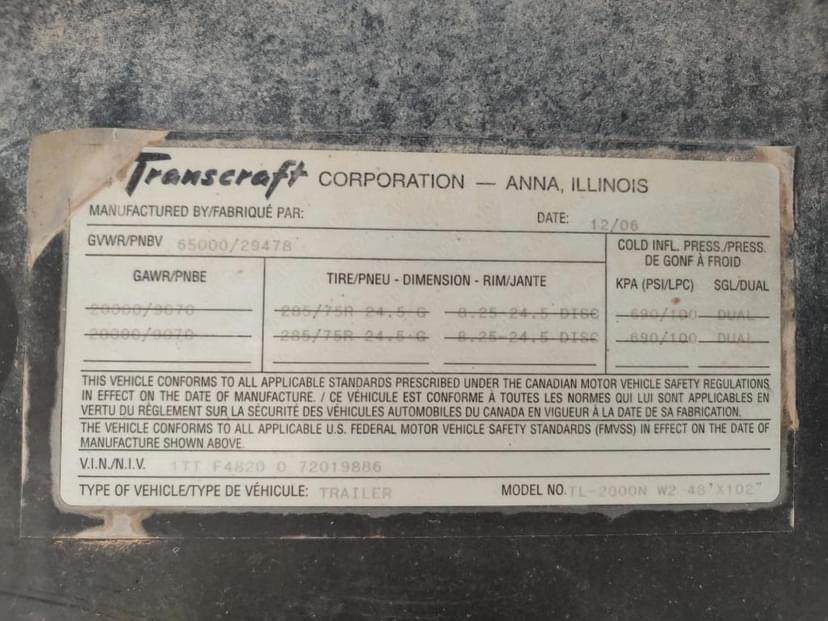 Transcraft CORPORATION — ANNA, ILLINOIS
MANUFACTURED BY/FABRIQUÉ PAR: DATE: 12/06
GVWR/PNBV 65000/29478 COLD INFL. PRESS./PRESS. DE GONF À FROID
GAWR/PNBE TIRE/PNEU - DIMENSION - RIM/JANTE KPA (PSI/LPC) SGL/DUAL
20000/9070 285/75R 24.5 G 8.25-24.5 DISC 690/100 DUAL
20000/9070 285/75R 24.5 G 8.25-24.5 DISC 690/100 DUAL
THIS VEHICLE CONFORMS TO ALL APPLICABLE STANDARDS PRESCRIBED UNDER THE CANADIAN MOTOR VEHICLE SAFETY REGULATIONS
IN EFFECT ON THE DATE OF MANUFACTURE. / CE VÉHICULE EST CONFORME À TOUTES LES NORMES QUI LUI SONT APPLICABLES EN
VERTU DU RÈGLEMENT SUR LA SÉCURITÉ DES VÉHICULES AUTOMOBILES DU CANADA EN VIGUEUR À LA DATE DE SA FABRICATION.
THE VEHICLE CONFORMS TO ALL APPLICABLE U.S. FEDERAL MOTOR VEHICLE SAFETY STANDARDS (FMVSS) IN EFFECT ON THE DATE OF
MANUFACTURE SHOWN ABOVE.
V.I.N./N.I.V. 1TT F4820 0 72019886
TYPE OF VEHICLE/TYPE DE VÉHICULE: TRAILER MODEL NO. TL-2000N W2 48'X102"